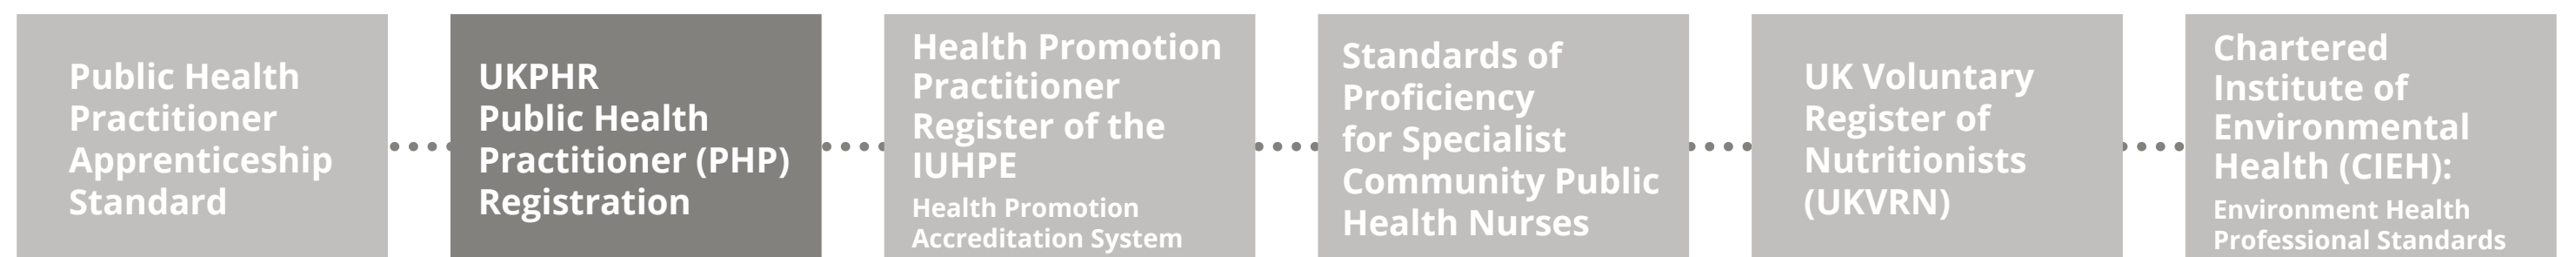 Public Health
Practitioner
Apprenticeship
Standard
UKPHR
Public Health
Practitioner (PHP)
Registration
Health Promotion
Practitioner
Register of the
IUHPE
Health Promotion
Accreditation System
Standards of
Proficiency
for Specialist
Community Public
Health Nurses
UK Voluntary
Register of
Nutritionists
(UKVRN)
Chartered
Institute of
Environmental
Health (CIEH):
Environment Health
Professional Standards